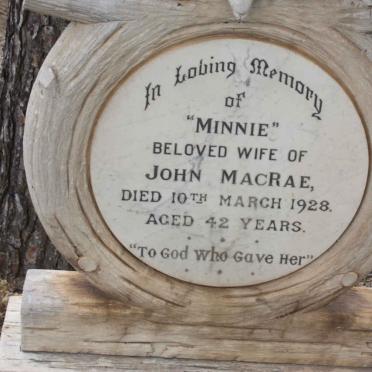 In Loving Memory
of
"MINNIE"
BELOVED WIFE OF
JOHN MACRAE,
DIED 10TH MARCH 1928.
AGED 42 YEARS.
"To God Who Gave Her"